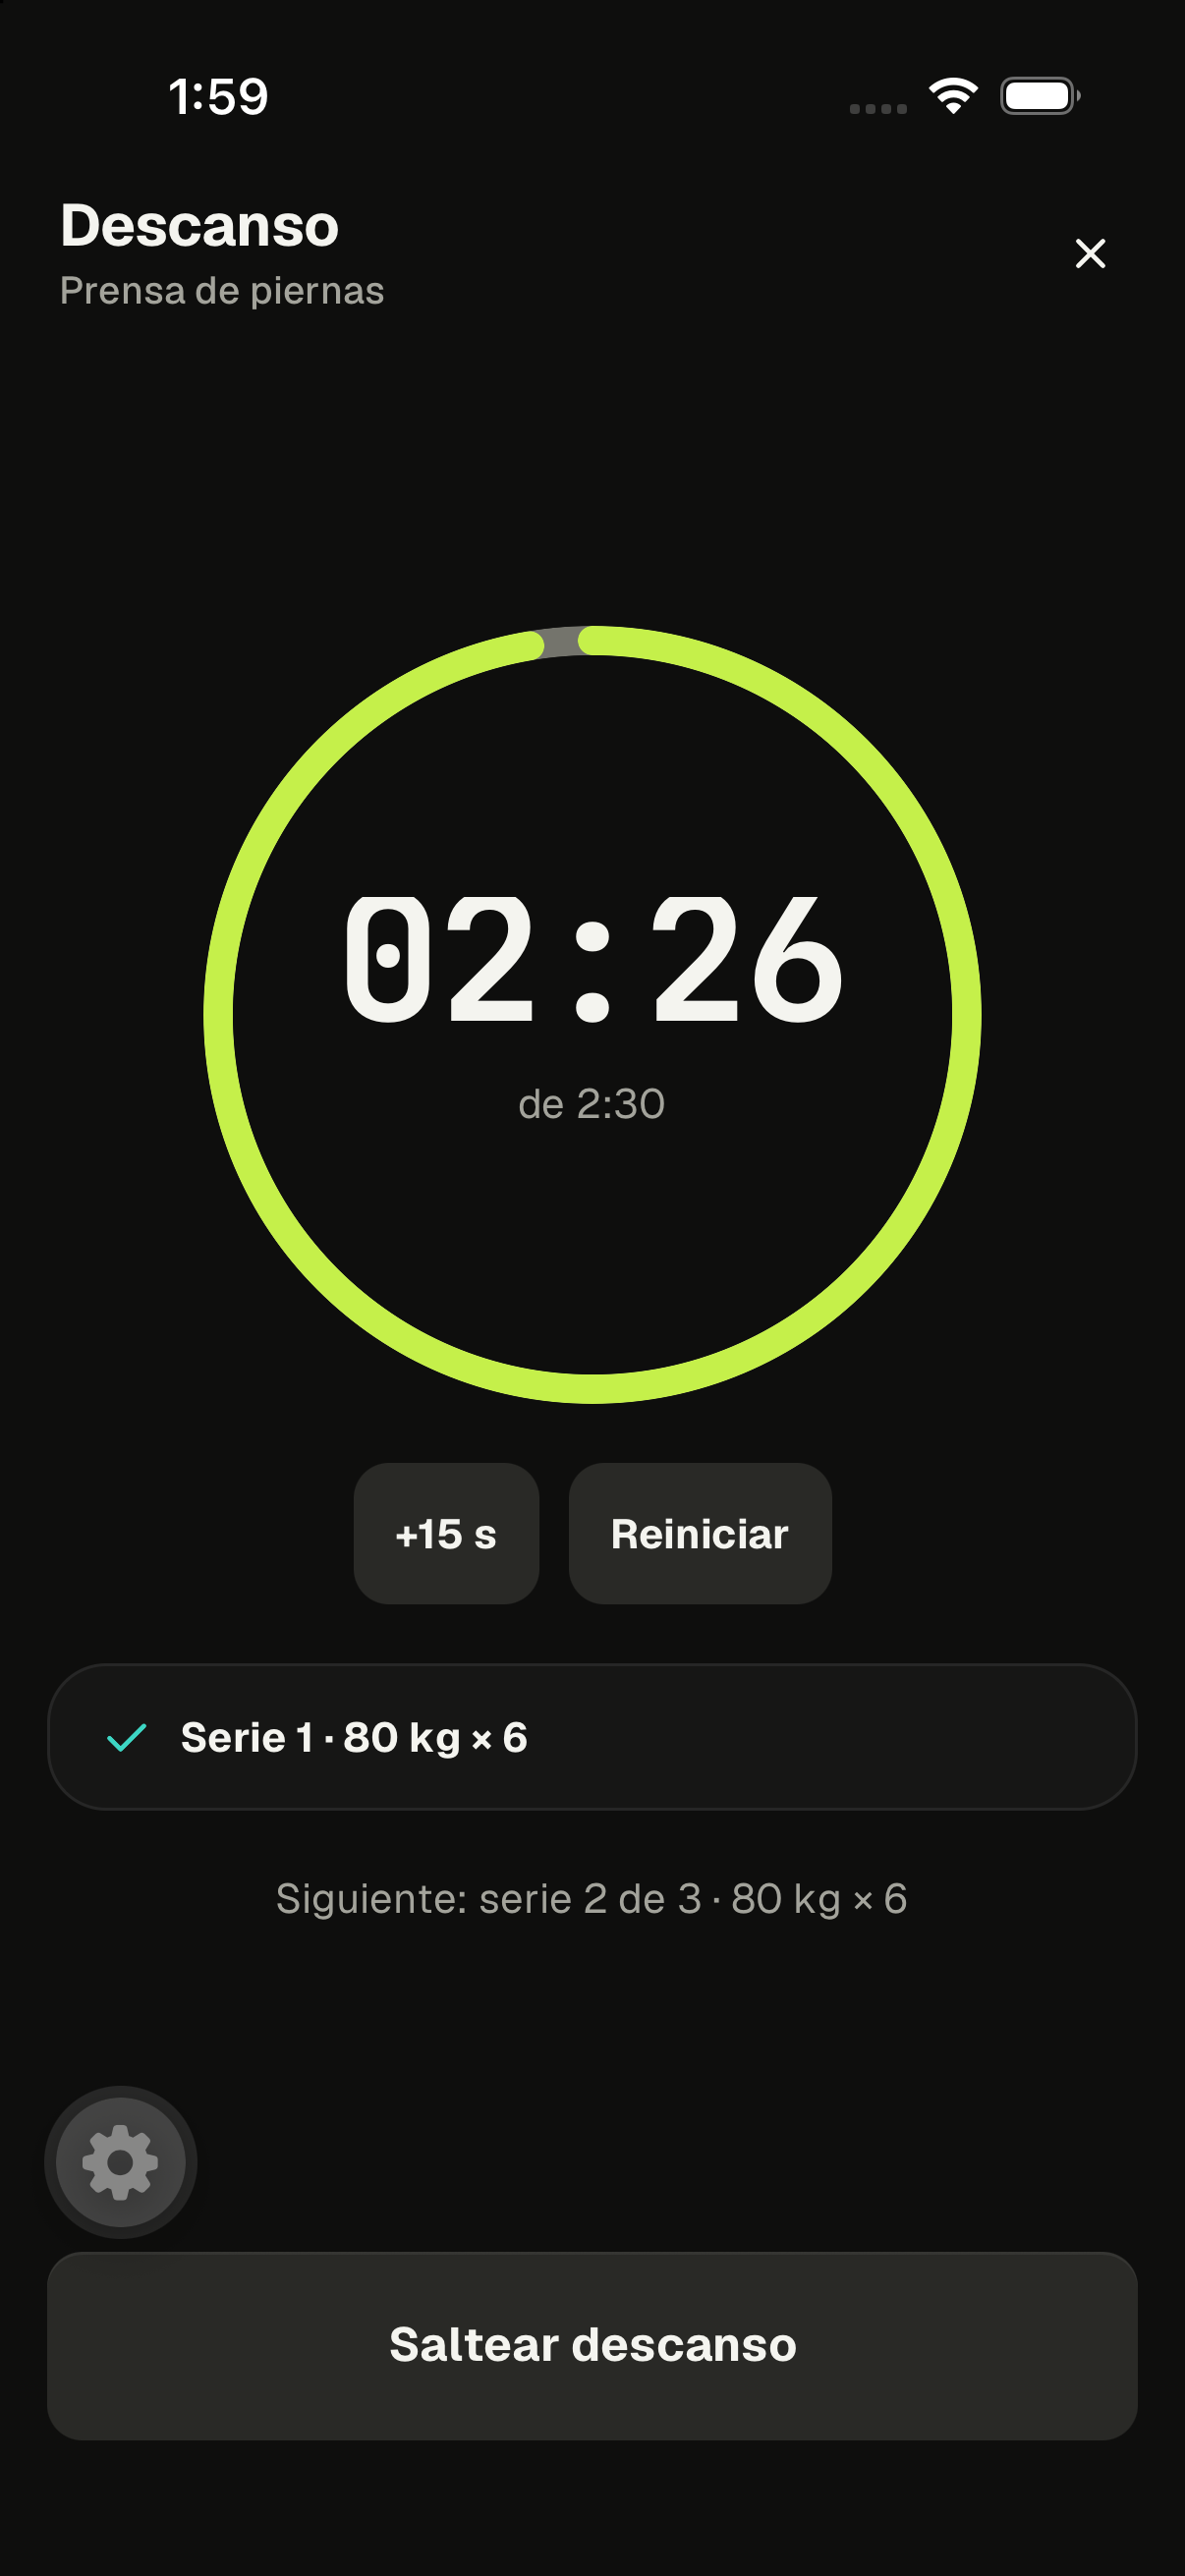 1:59
Descanso
Prensa de piernas
02:26
de 2:30
+15 s
Reiniciar
Serie 1 · 80 kg × 6
Siguiente: serie 2 de 3 · 80 kg × 6
Saltear descanso